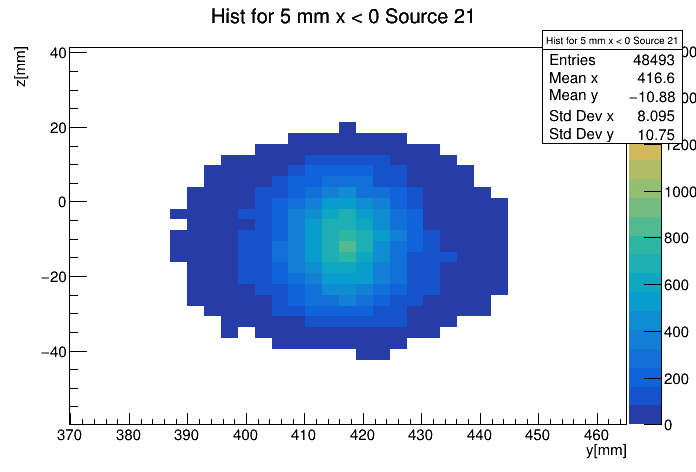 Hist for 5 mm x < 0 Source 21
Hist for 5 mm x < 0 Source 21
Entries 48493
Mean x 416.6
Mean y −10.88
Std Dev x 8.095
Std Dev y 10.75
z[mm]
40
20
0
−20
−40
370 380 390 400 410 420 430 440 450 460
y[mm]
1200
1000
800
600
400
200
0